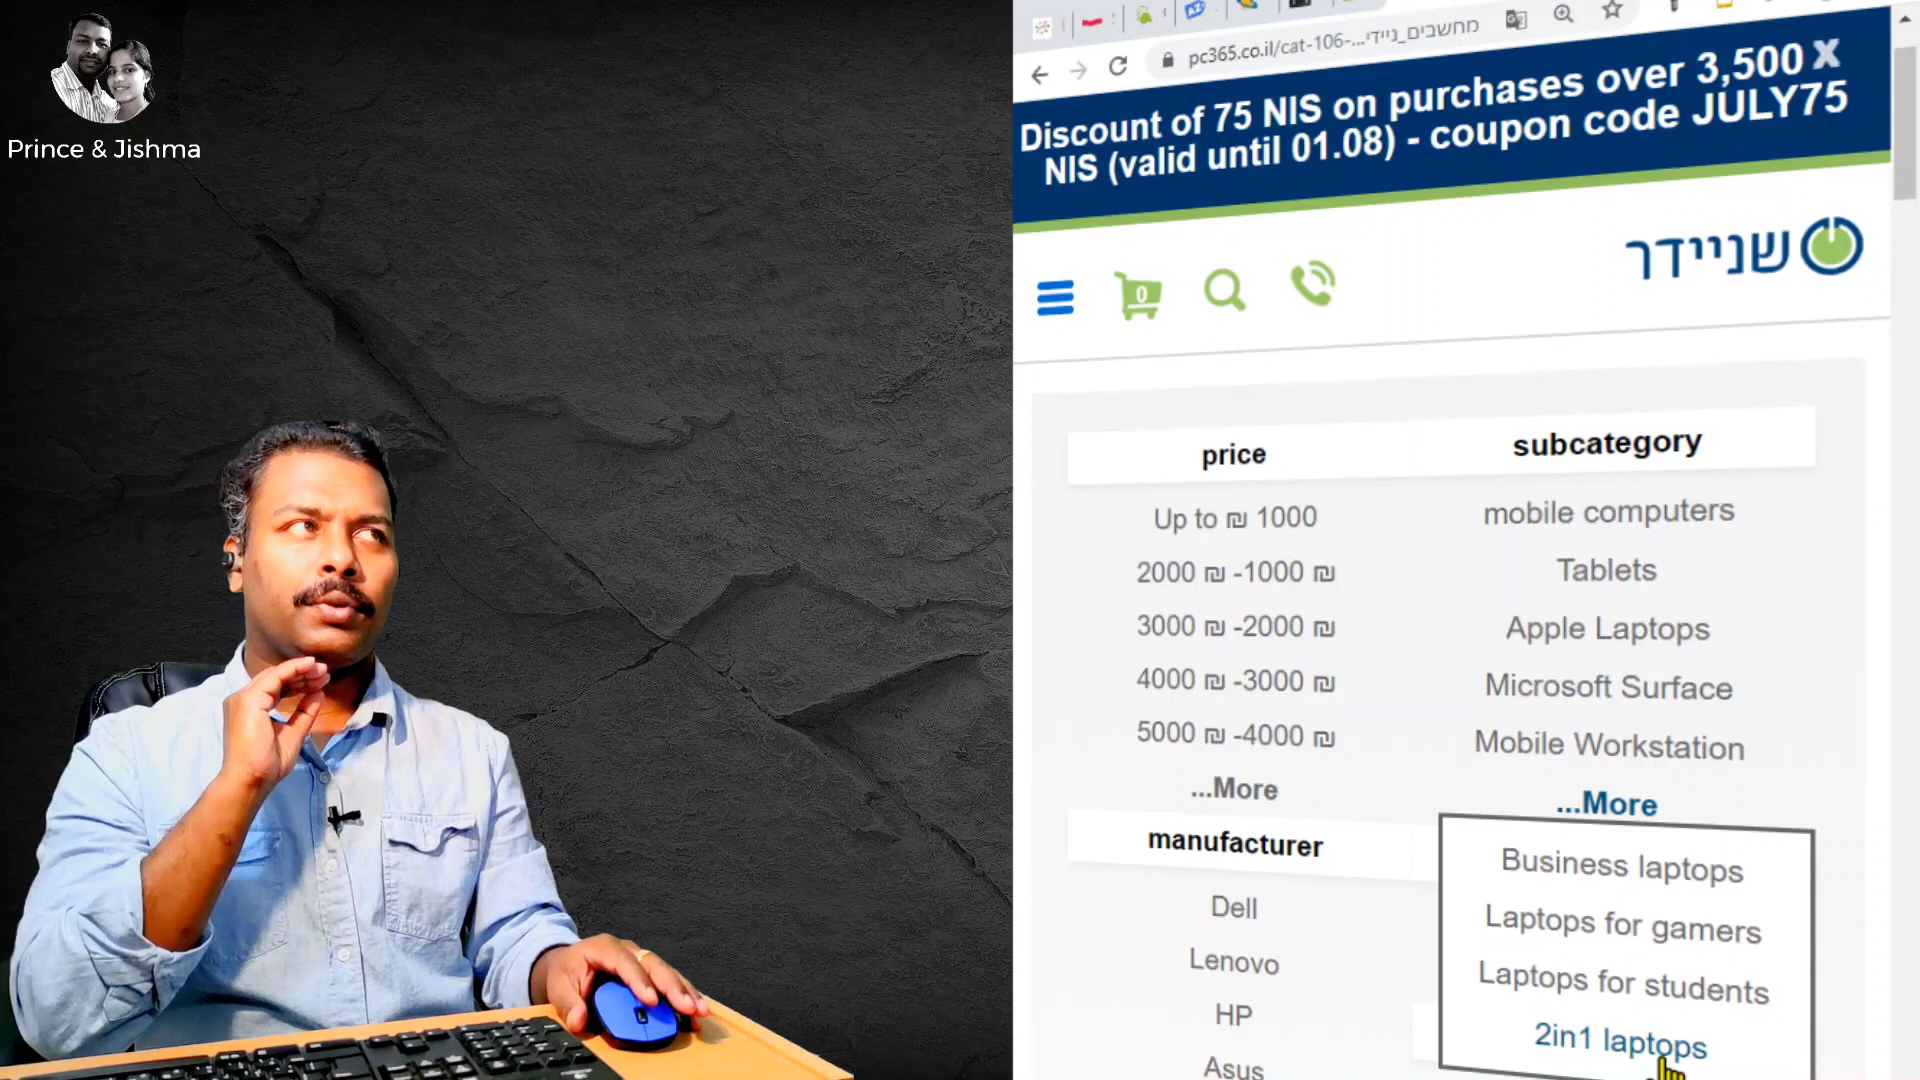 Prince & Jishma
pc365.co.il/cat-106-...מחשבים_ניידי
Discount of 75 NIS on purchases over 3,500 X
NIS (valid until 01.08) - coupon code JULY75
0
שניידר
price
Up to ₪ 1000
2000 ₪ -1000 ₪
3000 ₪ -2000 ₪
4000 ₪ -3000 ₪
5000 ₪ -4000 ₪
...More
subcategory
mobile computers
Tablets
Apple Laptops
Microsoft Surface
Mobile Workstation
...More
Business laptops
Laptops for gamers
Laptops for students
2in1 laptops
manufacturer
Dell
Lenovo
HP
Asus